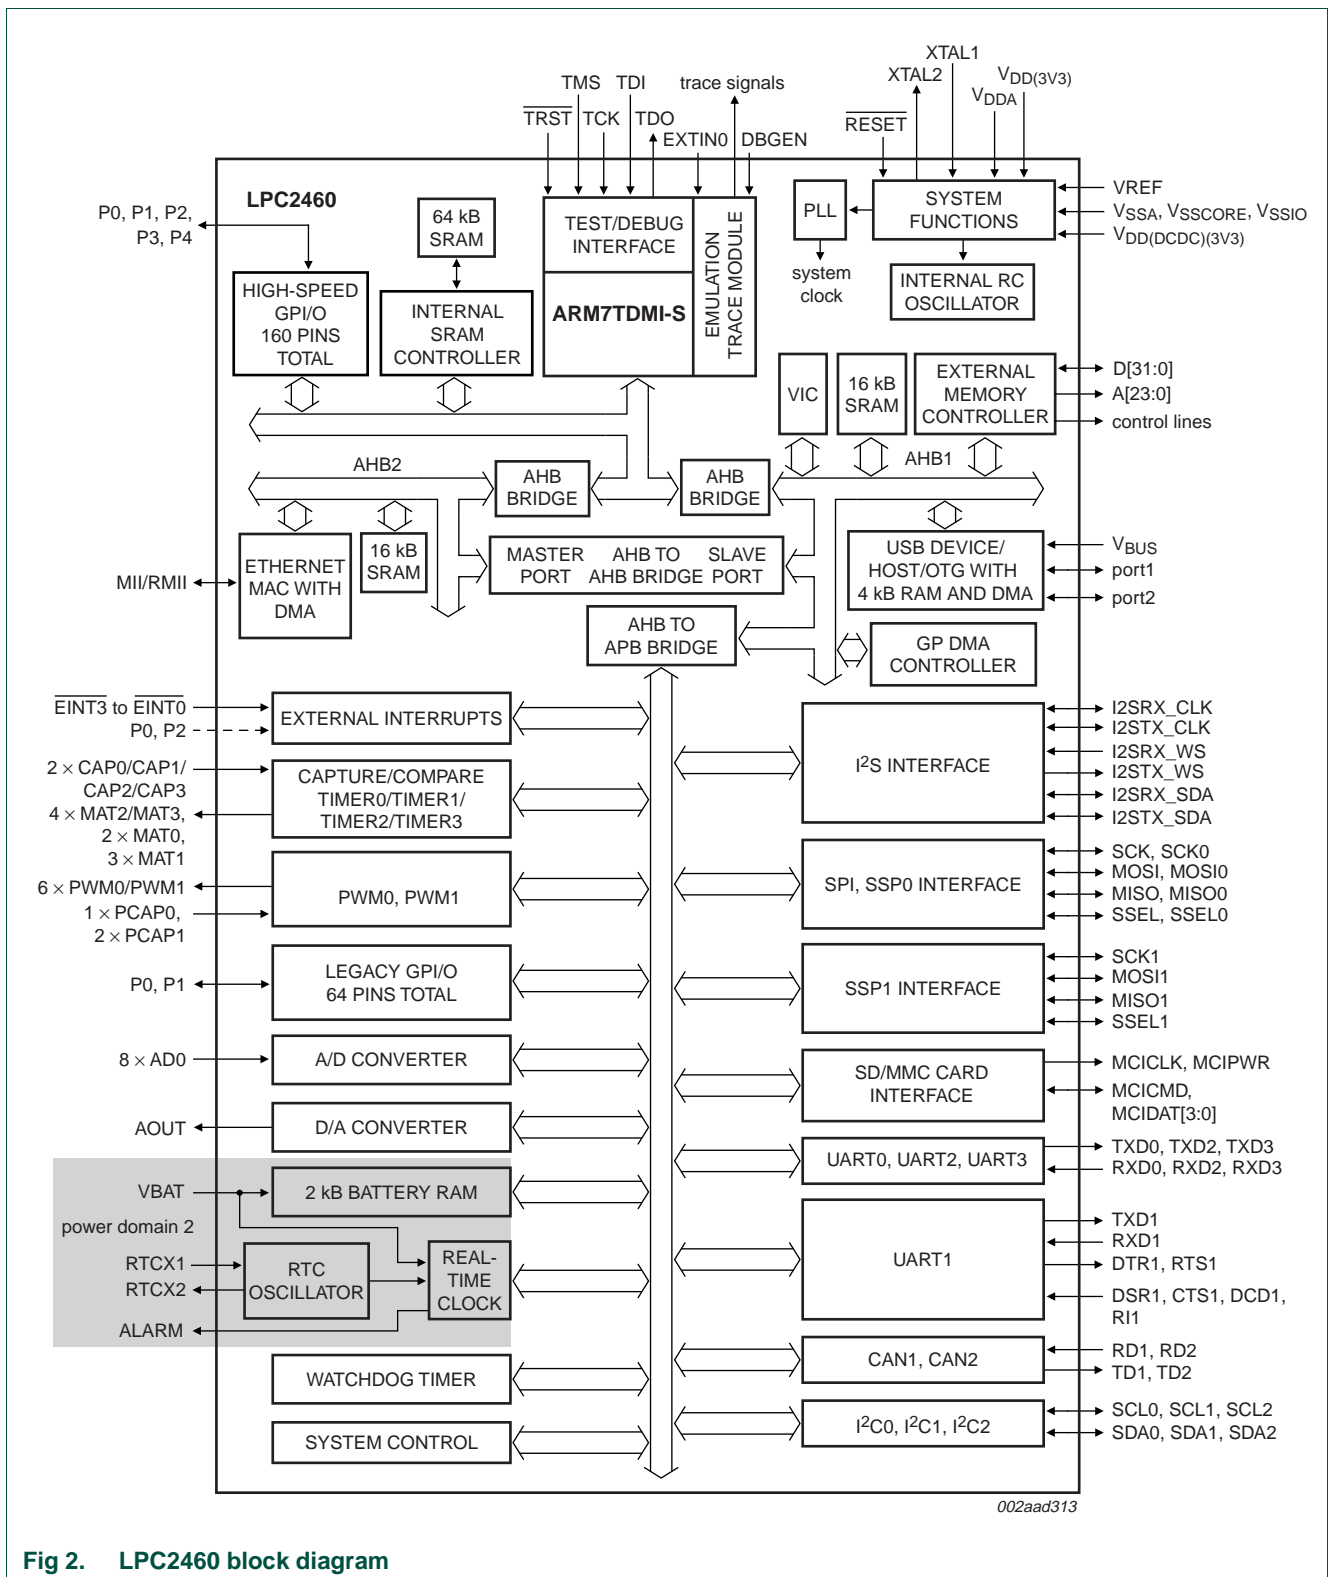 XTAL1
XTAL2
VDD(3V3)
TMS TDI trace signals
VDDA
TRST TCK TDO
RESET
EXTIN0 DBGEN
LPC2460
P0, P1, P2,
P3, P4
64 kB
SRAM
TEST/DEBUG
INTERFACE
EMULATION
TRACE MODULE
PLL
SYSTEM
FUNCTIONS
VREF
VSSA, VSSCORE, VSSIO
VDD(DCDC)(3V3)
system
clock
INTERNAL RC
OSCILLATOR
HIGH-SPEED
GPI/O
160 PINS
TOTAL
INTERNAL
SRAM
CONTROLLER
ARM7TDMI-S
VIC
16 kB
SRAM
EXTERNAL
MEMORY
CONTROLLER
D[31:0]
A[23:0]
control lines
AHB2
AHB
BRIDGE
AHB
BRIDGE
AHB1
ETHERNET
MAC WITH
DMA
16 kB
SRAM
MASTER
PORT
AHB TO
AHB BRIDGE
SLAVE
PORT
USB DEVICE/
HOST/OTG WITH
4 kB RAM AND DMA
VBUS
port1
port2
MII/RMII
AHB TO
APB BRIDGE
GP DMA
CONTROLLER
EINT3 to EINT0
P0, P2
EXTERNAL INTERRUPTS
I2S INTERFACE
I2SRX_CLK
I2STX_CLK
I2SRX_WS
I2STX_WS
I2SRX_SDA
I2STX_SDA
2 × CAP0/CAP1/
CAP2/CAP3
4 × MAT2/MAT3,
2 × MAT0,
3 × MAT1
CAPTURE/COMPARE
TIMER0/TIMER1/
TIMER2/TIMER3
6 × PWM0/PWM1
1 × PCAP0,
2 × PCAP1
PWM0, PWM1
SPI, SSP0 INTERFACE
SCK, SCK0
MOSI, MOSI0
MISO, MISO0
SSEL, SSEL0
P0, P1
LEGACY GPI/O
64 PINS TOTAL
SSP1 INTERFACE
SCK1
MOSI1
MISO1
SSEL1
8 × AD0
A/D CONVERTER
SD/MMC CARD
INTERFACE
MCICLK, MCIPWR
MCICMD,
MCIDAT[3:0]
AOUT
D/A CONVERTER
UART0, UART2, UART3
TXD0, TXD2, TXD3
RXD0, RXD2, RXD3
VBAT
2 kB BATTERY RAM
power domain 2
RTCX1
RTCX2
RTC
OSCILLATOR
REAL-
TIME
CLOCK
ALARM
UART1
TXD1
RXD1
DTR1, RTS1
DSR1, CTS1, DCD1,
RI1
WATCHDOG TIMER
CAN1, CAN2
RD1, RD2
TD1, TD2
SYSTEM CONTROL
I2C0, I2C1, I2C2
SCL0, SCL1, SCL2
SDA0, SDA1, SDA2
002aad313
Fig 2. LPC2460 block diagram